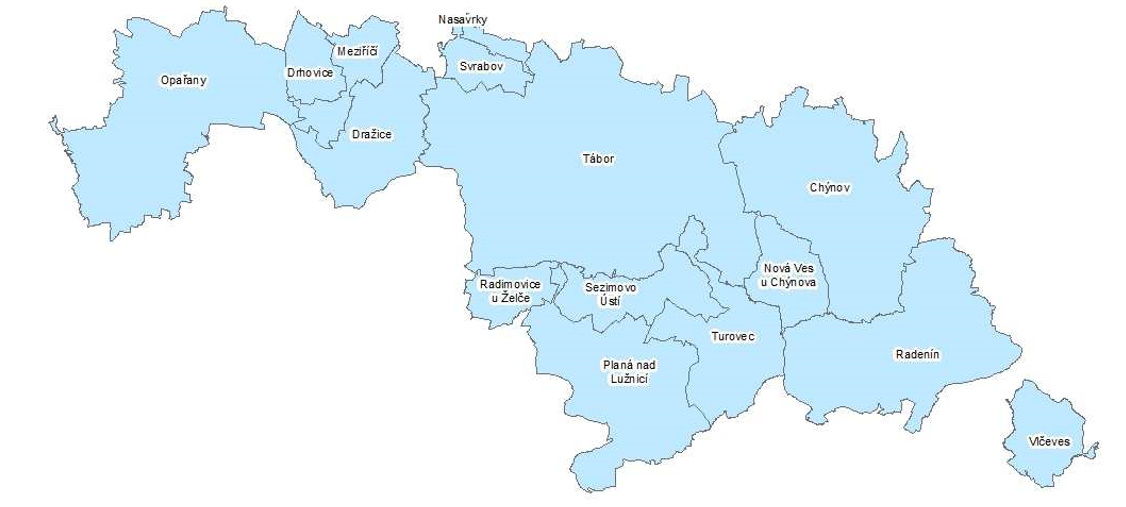 Nasavrky
Meziříčí
Svrabov
Drhovice
Opařany
Dražice
Tábor
Chýnov
Nová Ves
u Chýnova
Radimovice
u Želče
Sezimovo
Ústí
Turovec
Radenín
Planá nad
Lužnicí
Vlčeves